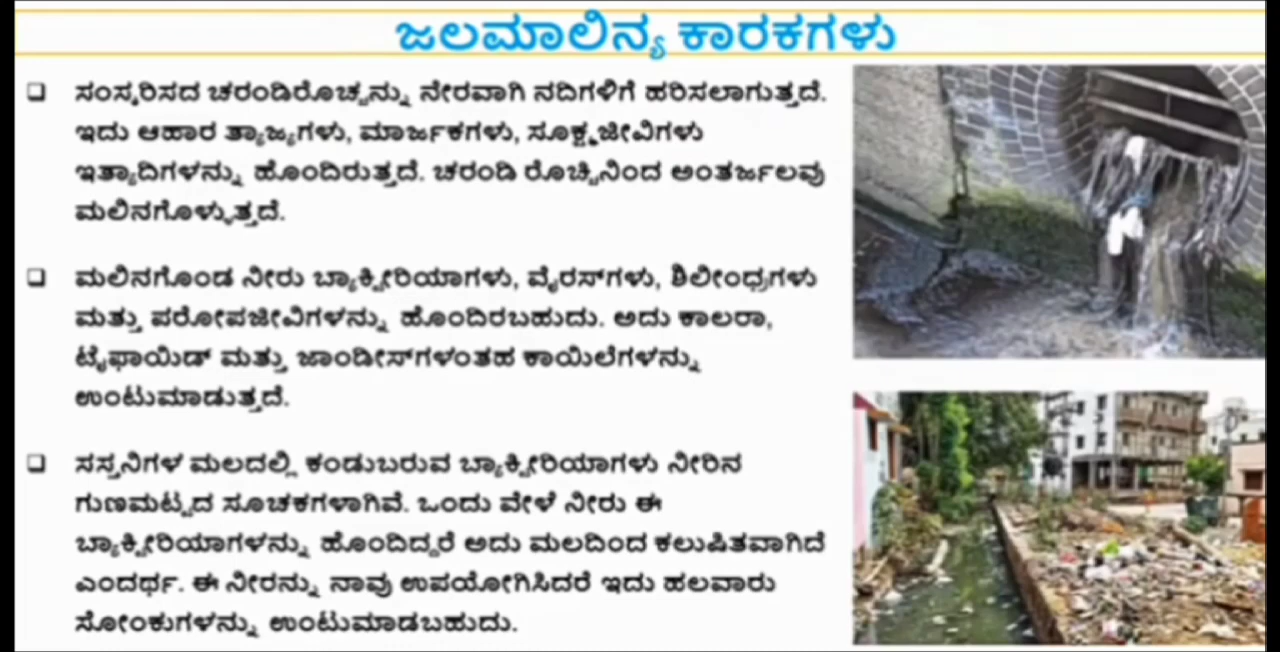 ಜಲಮಾಲಿನ್ಯ ಕಾರಕಗಳು
❑ ಸಂಸ್ಕರಿಸದ ಚರಂಡಿರೊಚ್ಚನ್ನು ನೇರವಾಗಿ ನದಿಗಳಿಗೆ ಹರಿಸಲಾಗುತ್ತದೆ.
ಇದು ಆಹಾರ ತ್ಯಾಜ್ಯಗಳು, ಮಾರ್ಜಕಗಳು, ಸೂಕ್ಷ್ಮಜೀವಿಗಳು
ಇತ್ಯಾದಿಗಳನ್ನು ಹೊಂದಿರುತ್ತದೆ. ಚರಂಡಿ ರೊಚ್ಚಿನಿಂದ ಅಂತರ್ಜಲವು
ಮಲಿನಗೊಳ್ಳುತ್ತದೆ.
❑ ಮಲಿನಗೊಂಡ ನೀರು ಬ್ಯಾಕ್ಟೀರಿಯಾಗಳು, ವೈರಸ್‌ಗಳು, ಶಿಲೀಂಧ್ರಗಳು
ಮತ್ತು ಪರೋಪಜೀವಿಗಳನ್ನು ಹೊಂದಿರಬಹುದು. ಅದು ಕಾಲರಾ,
ಟೈಫಾಯಿಡ್ ಮತ್ತು ಜಾಂಡೀಸ್‌ಗಳಂತಹ ಕಾಯಿಲೆಗಳನ್ನು
ಉಂಟುಮಾಡುತ್ತದೆ.
❑ ಸಸ್ತನಿಗಳ ಮಲದಲ್ಲಿ ಕಂಡುಬರುವ ಬ್ಯಾಕ್ಟೀರಿಯಾಗಳು ನೀರಿನ
ಗುಣಮಟ್ಟದ ಸೂಚಕಗಳಾಗಿವೆ. ಒಂದು ವೇಳೆ ನೀರು ಈ
ಬ್ಯಾಕ್ಟೀರಿಯಾಗಳನ್ನು ಹೊಂದಿದ್ದರೆ ಅದು ಮಲದಿಂದ ಕಲುಷಿತವಾಗಿದೆ
ಎಂದರ್ಥ. ಈ ನೀರನ್ನು ನಾವು ಉಪಯೋಗಿಸಿದರೆ ಇದು ಹಲವಾರು
ಸೋಂಕುಗಳನ್ನು ಉಂಟುಮಾಡಬಹುದು.